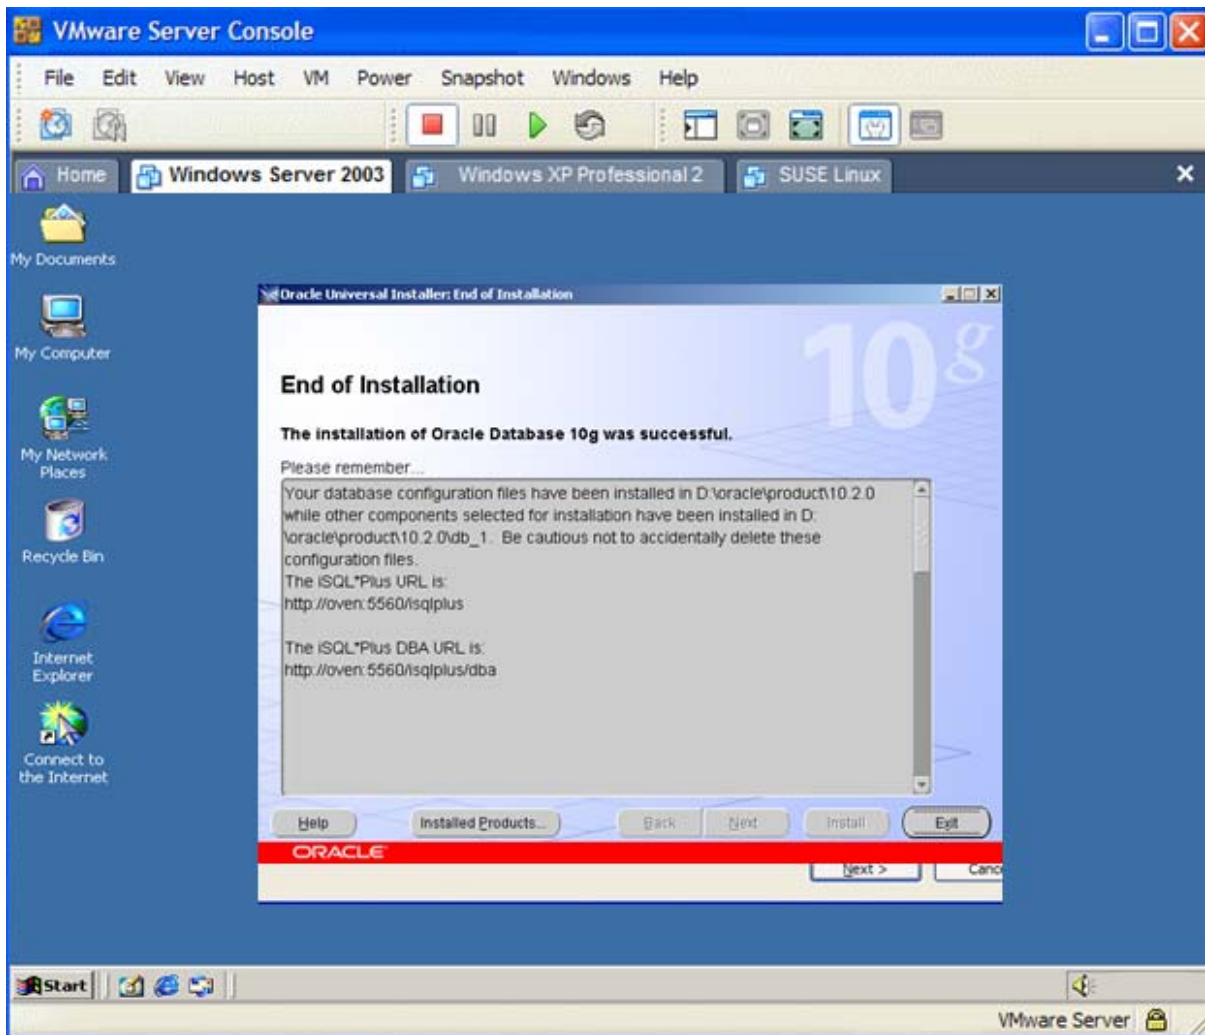 VMware Server Console
File Edit View Host VM Power Snapshot Windows Help
Home Windows Server 2003 Windows XP Professional 2 SUSE Linux
My Documents
My Computer
My Network
Places
Recycle Bin
Internet
Explorer
Connect to
the Internet
Oracle Universal Installer: End of Installation
10g
End of Installation
The installation of Oracle Database 10g was successful.
Please remember...
Your database configuration files have been installed in D:\oracle\product\10.2.0
while other components selected for installation have been installed in D:
\oracle\product\10.2.0\db_1. Be cautious not to accidentally delete these
configuration files.
The iSQL*Plus URL is:
http://oven:5560/isqlplus
The iSQL*Plus DBA URL is:
http://oven:5560/isqlplus/dba
Help Installed Products... Back Next Install Exit
ORACLE
Next > Canc
Start
VMware Server